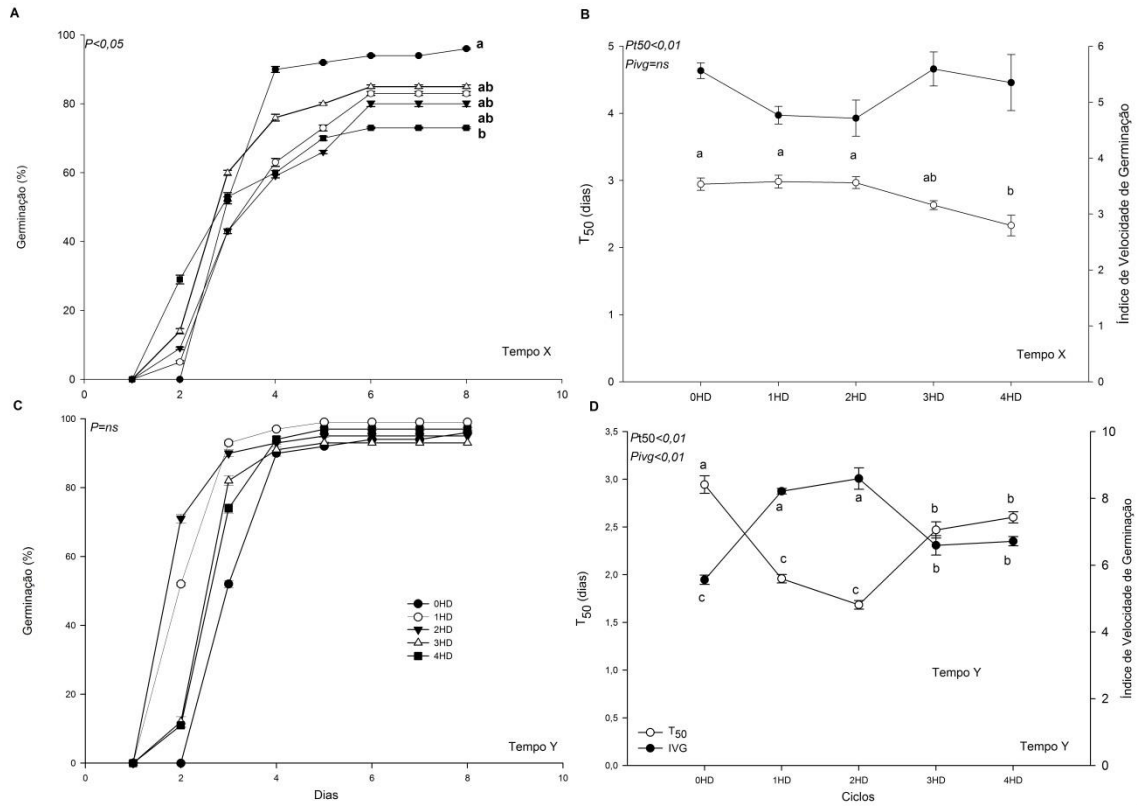 A
P<0,05
100
80
60
40
20
0
Germinação (%)
a
ab
ab
ab
b
Tempo X
0 2 4 6 8 10
B
Pt50<0,01
Pivg=ns
5
4
3
2
1
0
T50 (dias)
6
5
4
3
2
1
0
Índice de Velocidade de Germinação
a a a ab b
Tempo X
0HD 1HD 2HD 3HD 4HD
C
P=ns
100
80
60
40
20
0
Germinação (%)
0HD
1HD
2HD
3HD
4HD
Tempo Y
0 2 4 6 8 10
Dias
D
Pt50<0,01
Pivg<0,01
3,5
3,0
2,5
2,0
1,5
1,0
0,5
0,0
T50 (dias)
10
8
6
4
2
0
Índice de Velocidade de Germinação
a
c
a
c
a
c
b
b
b
b
Tempo Y
T50
IVG
Tempo Y
0HD 1HD 2HD 3HD 4HD
Ciclos